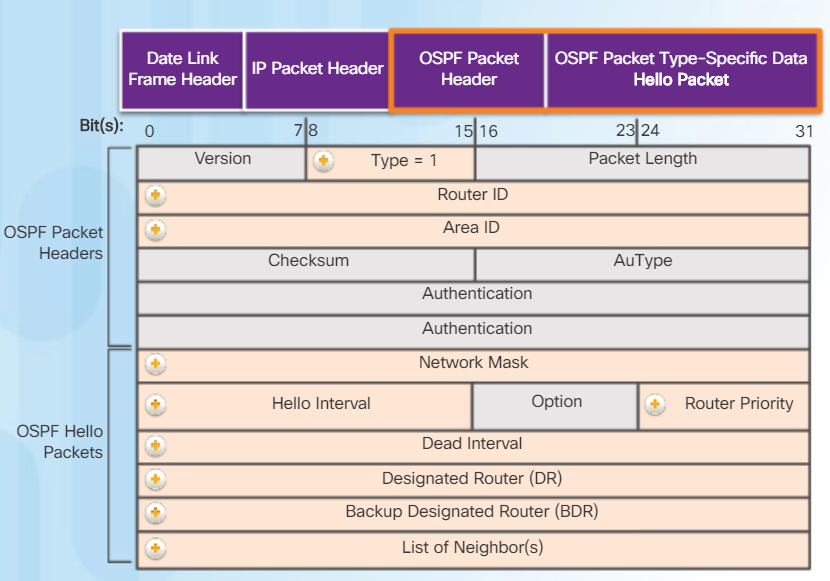 Date Link
Frame Header
IP Packet Header
OSPF Packet
Header
OSPF Packet Type-Specific Data
Hello Packet
Bit(s): 0 7 8 15 16 23 24 31
OSPF Packet
Headers
Version Type = 1 Packet Length
Router ID
Area ID
Checksum AuType
Authentication
Authentication
OSPF Hello
Packets
Network Mask
Hello Interval Option Router Priority
Dead Interval
Designated Router (DR)
Backup Designated Router (BDR)
List of Neighbor(s)